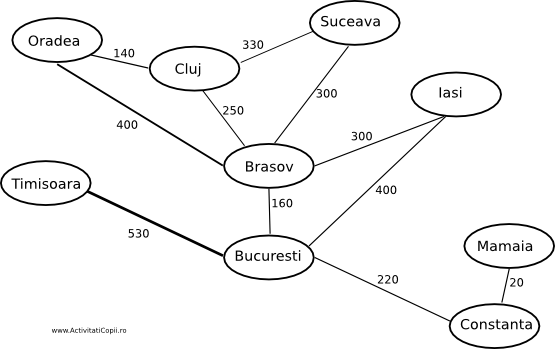 Suceava
Oradea
330
140
Cluj
Iasi
300
250
400
300
Brasov
Timisoara
400
160
530
Mamaia
Bucuresti
220
20
Constanta
www.ActivitatiCopii.ro